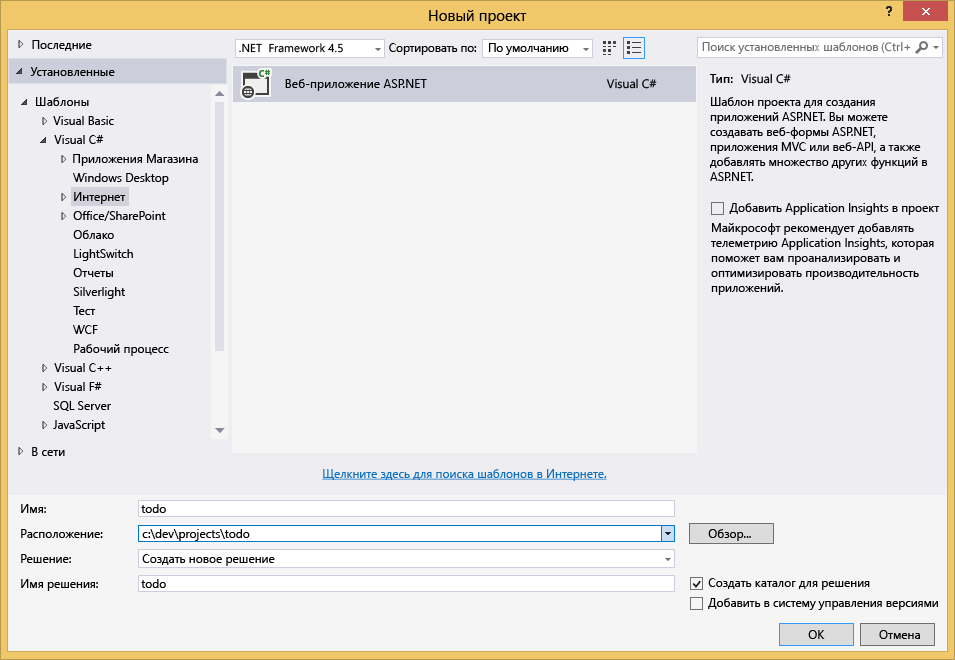 Новый проект
?
Последние
Установленные
Шаблоны
Visual Basic
Visual C#
Приложения Магазина
Windows Desktop
Интернет
Office/SharePoint
Облако
LightSwitch
Отчеты
Silverlight
Тест
WCF
Рабочий процесс
Visual C++
Visual F#
SQL Server
JavaScript
В сети
.NET Framework 4.5 Сортировать по: По умолчанию
C# Веб-приложение ASP.NET Visual C#
Щелкните здесь для поиска шаблонов в Интернете.
Поиск установленных шаблонов (Ctrl+
Тип: Visual C#
Шаблон проекта для создания
приложений ASP.NET. Вы можете
создавать веб-формы ASP.NET,
приложения MVC или веб-API, а также
добавлять множество других функций в
ASP.NET.
Добавить Application Insights в проект
Майкрософт рекомендует добавлять
телеметрию Application Insights, которая
поможет вам проанализировать и
оптимизировать производительность
приложений.
Имя: todo
Расположение: c:\dev\projects\todo Обзор...
Решение: Создать новое решение
Имя решения: todo
Создать каталог для решения
Добавить в систему управления версиями
OK Отмена